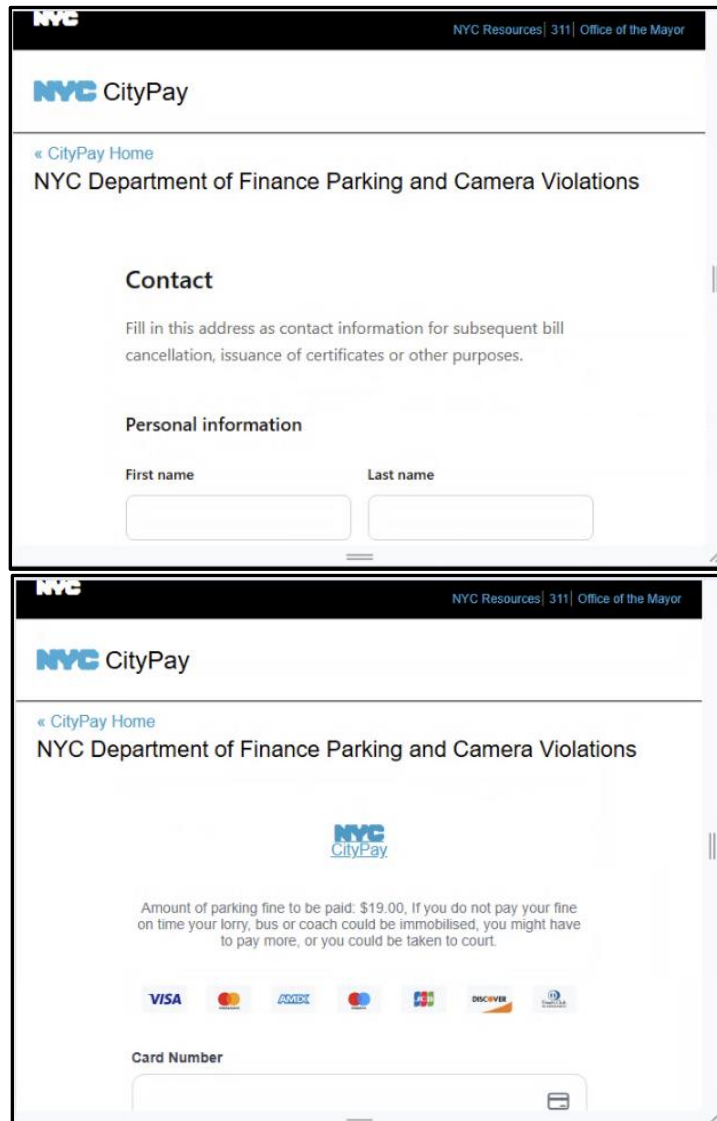 NYC
NYC Resources| 311| Office of the Mayor
NYC CityPay
« CityPay Home
NYC Department of Finance Parking and Camera Violations
Contact
Fill in this address as contact information for subsequent bill
cancellation, issuance of certificates or other purposes.
Personal information
First name Last name
NYC
NYC Resources| 311| Office of the Mayor
NYC CityPay
« CityPay Home
NYC Department of Finance Parking and Camera Violations
NYC
CityPay
Amount of parking fine to be paid: $19.00, If you do not pay your fine
on time your lorry, bus or coach could be immobilised, you might have
to pay more, or you could be taken to court.
VISA AMEX JCB DISCOVER
Card Number